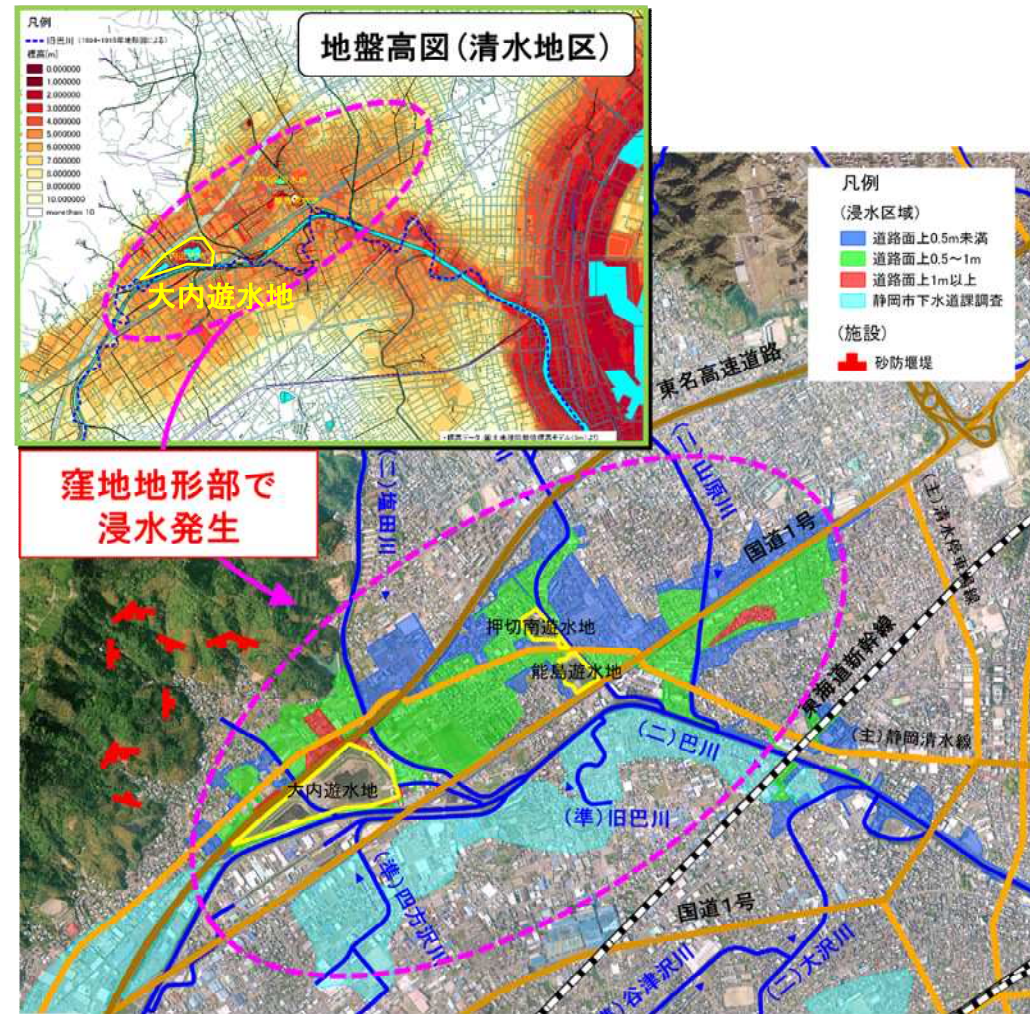 凡例
旧巴川
標高[m]
0.000000
1.000000
2.000000
3.000000
4.000000
5.000000
6.000000
7.000000
8.000000
9.000000
10.000000
more than 10
地盤高図(清水地区)
大内遊水地
凡例
(浸水区域)
道路面上0.5m未満
道路面上0.5〜1m
道路面上1m以上
静岡市下水道課調査
(施設)
砂防堰堤
窪地地形部で
浸水発生
東名高速道路
(二)塩田川
川
(二)山原川
国道1号
(主)清水停車場線
押切南遊水地
能島遊水地
東海道新幹線
(二)巴川
(主)静岡清水線
大内遊水地
(準)旧巴川
(準)四方沢川
国道1号
谷津沢川
(二)大沢川